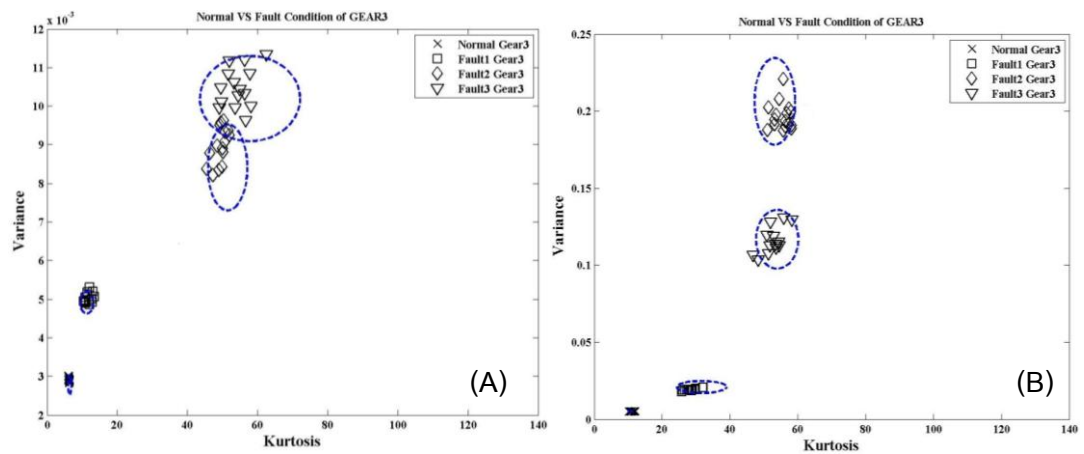 Normal VS Fault Condition of GEAR3
x 10⁻³
12
11
10
9
8
7
6
5
4
3
2
0
20
40
60
80
100
120
140
Variance
Kurtosis
Normal Gear3
Fault1 Gear3
Fault2 Gear3
Fault3 Gear3
(A)
Normal VS Fault Condition of GEAR3
0.25
0.2
0.15
0.1
0.05
0
0
20
40
60
80
100
120
140
Variance
Kurtosis
Normal Gear3
Fault1 Gear3
Fault2 Gear3
Fault3 Gear3
(B)